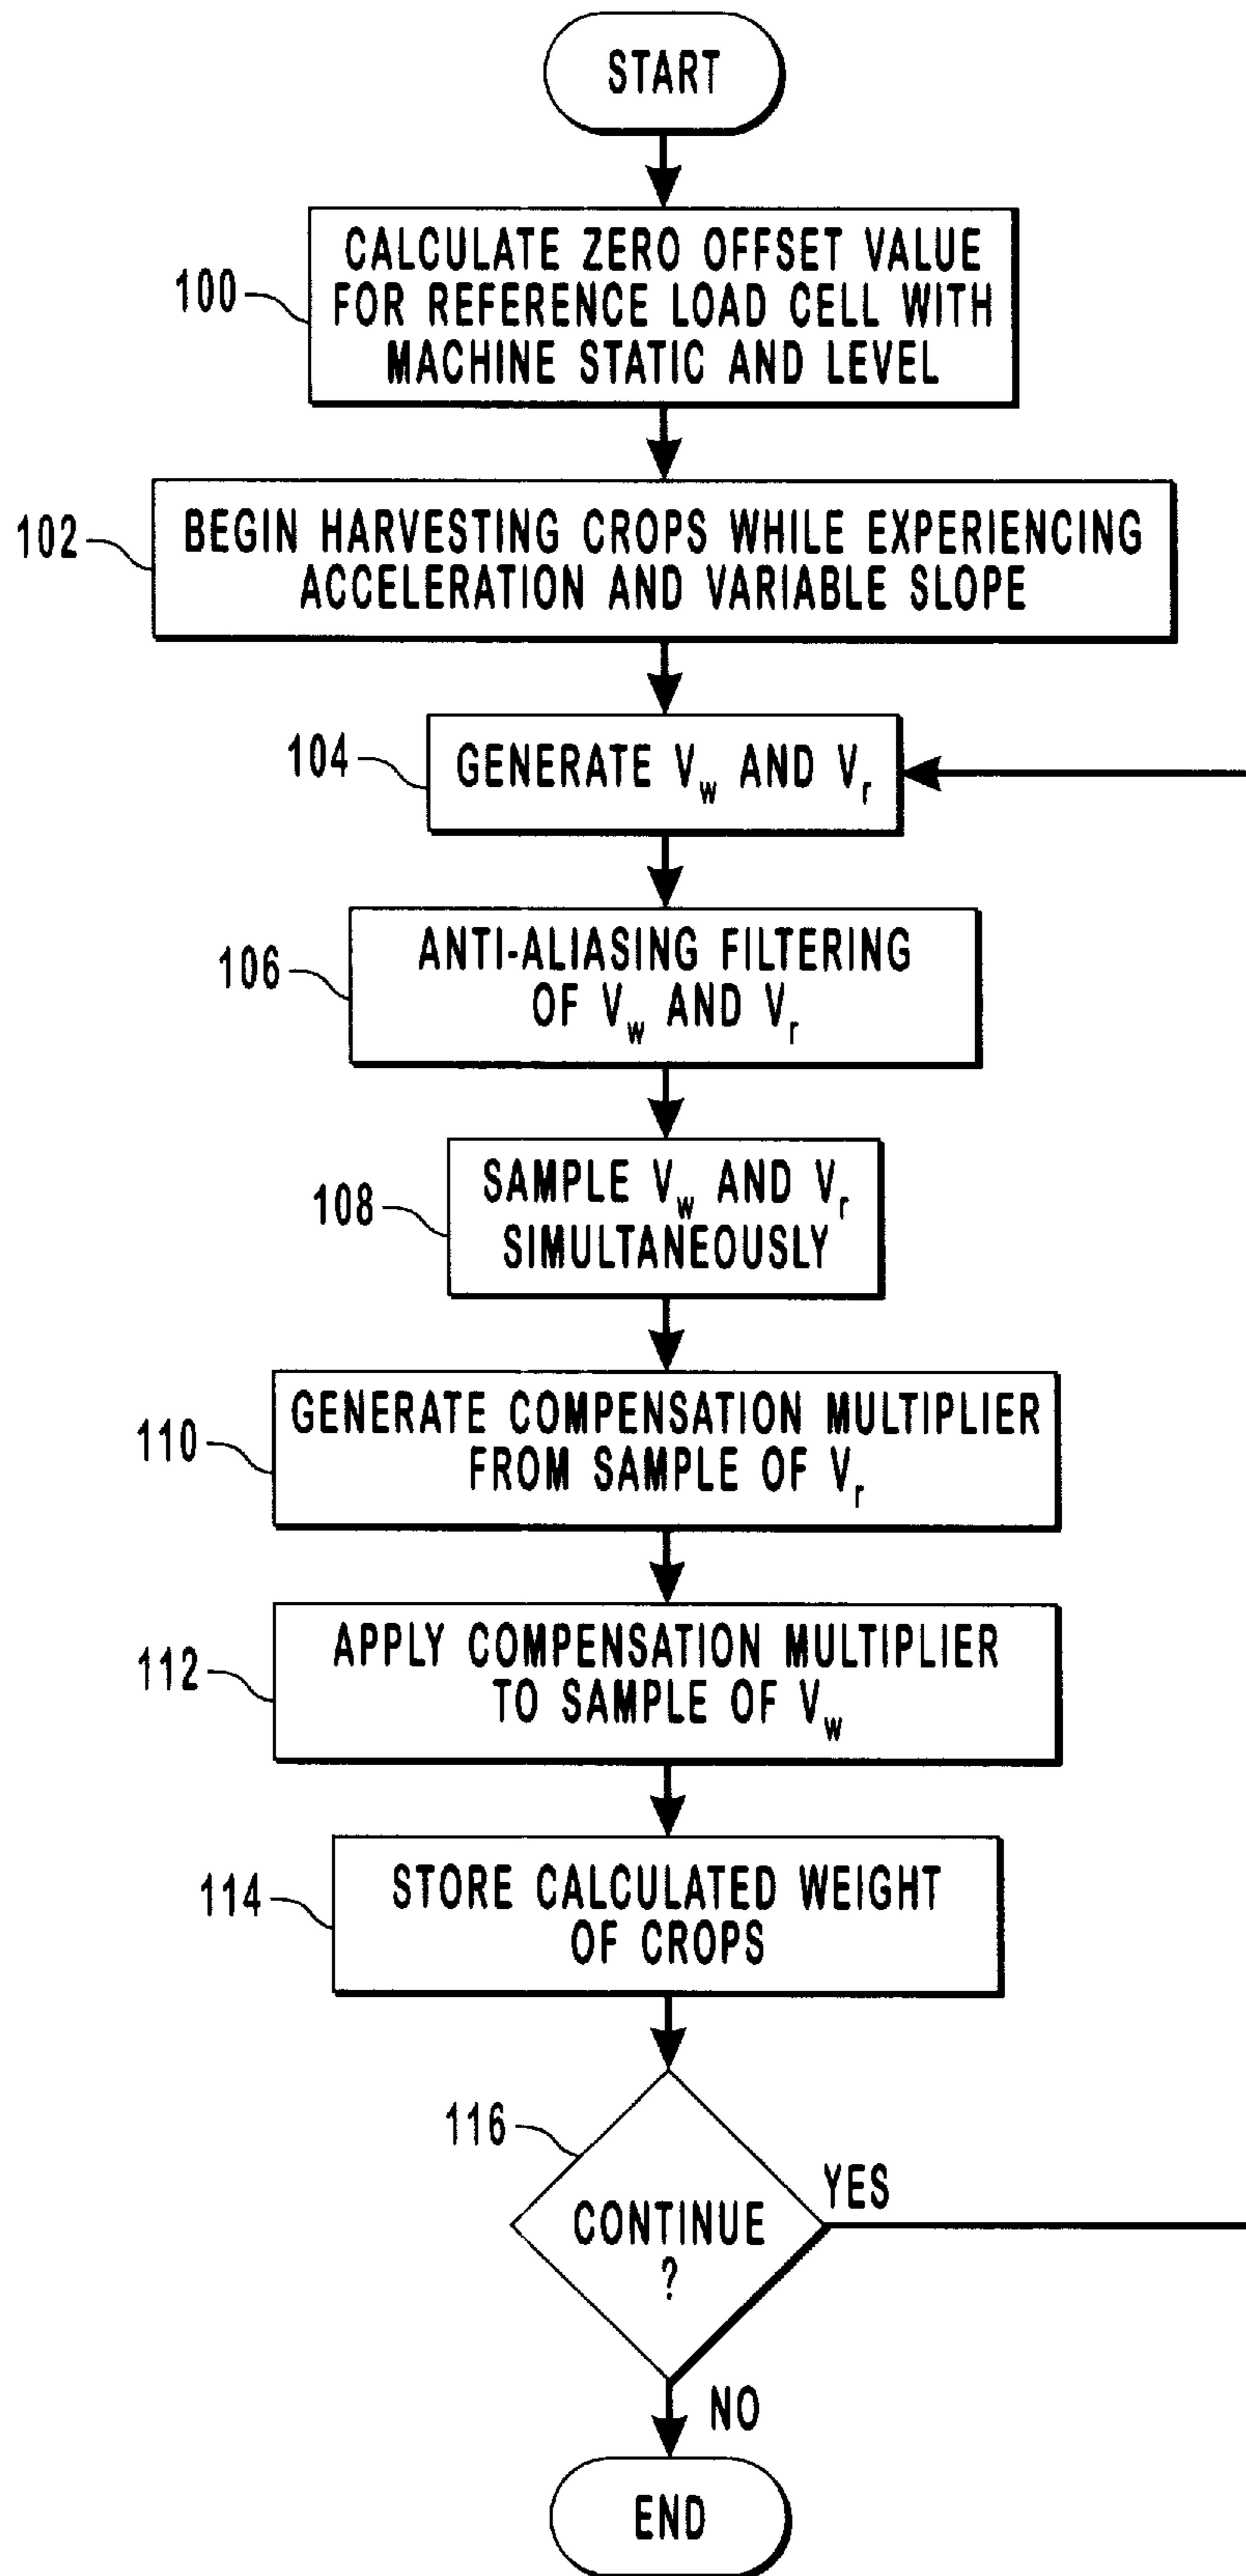 START
CALCULATE ZERO OFFSET VALUE
FOR REFERENCE LOAD CELL WITH
MACHINE STATIC AND LEVEL
100
BEGIN HARVESTING CROPS WHILE EXPERIENCING
ACCELERATION AND VARIABLE SLOPE
102
GENERATE Vw AND Vr
104
ANTI-ALIASING FILTERING
OF Vw AND Vr
106
SAMPLE Vw AND Vr
SIMULTANEOUSLY
108
GENERATE COMPENSATION MULTIPLIER
FROM SAMPLE OF Vr
110
APPLY COMPENSATION MULTIPLIER
TO SAMPLE OF Vw
112
STORE CALCULATED WEIGHT
OF CROPS
114
116
CONTINUE
?
YES
NO
END